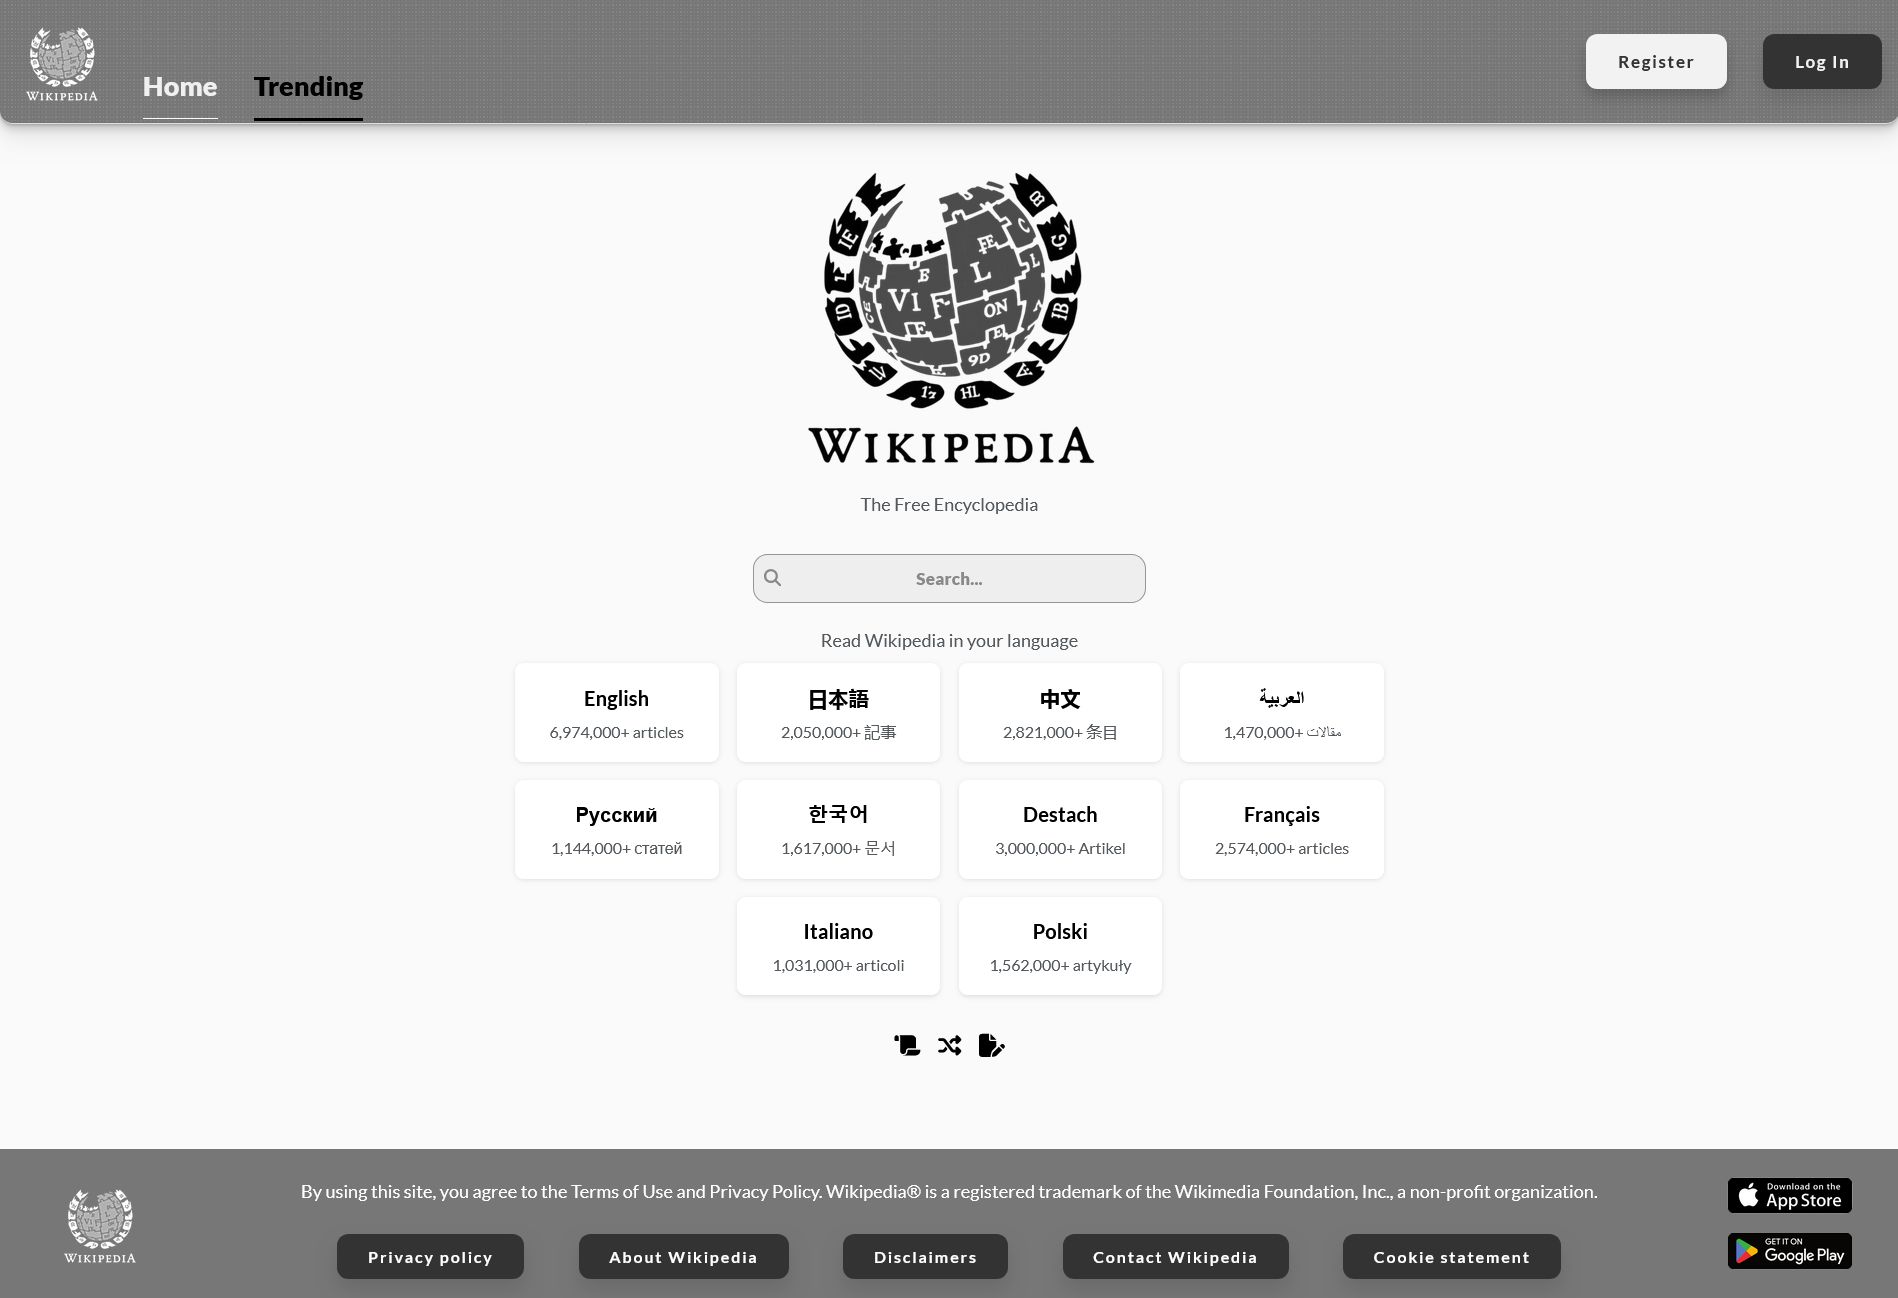 WIKIPEDIA
Home
Trending
Register
Log In
WIKIPEDIA
The Free Encyclopedia
Search...
Read Wikipedia in your language
English
6,974,000+ articles
日本語
2,050,000+ 記事
中文
2,821,000+ 条目
العربية
1,470,000+ مقالات
Русский
1,144,000+ статей
한국어
1,617,000+ 문서
Destach
3,000,000+ Artikel
Français
2,574,000+ articles
Italiano
1,031,000+ articoli
Polski
1,562,000+ artykuły
By using this site, you agree to the Terms of Use and Privacy Policy. Wikipedia® is a registered trademark of the Wikimedia Foundation, Inc., a non-profit organization.
WIKIPEDIA
Privacy policy
About Wikipedia
Disclaimers
Contact Wikipedia
Cookie statement
Download on the
App Store
GET IT ON
Google Play